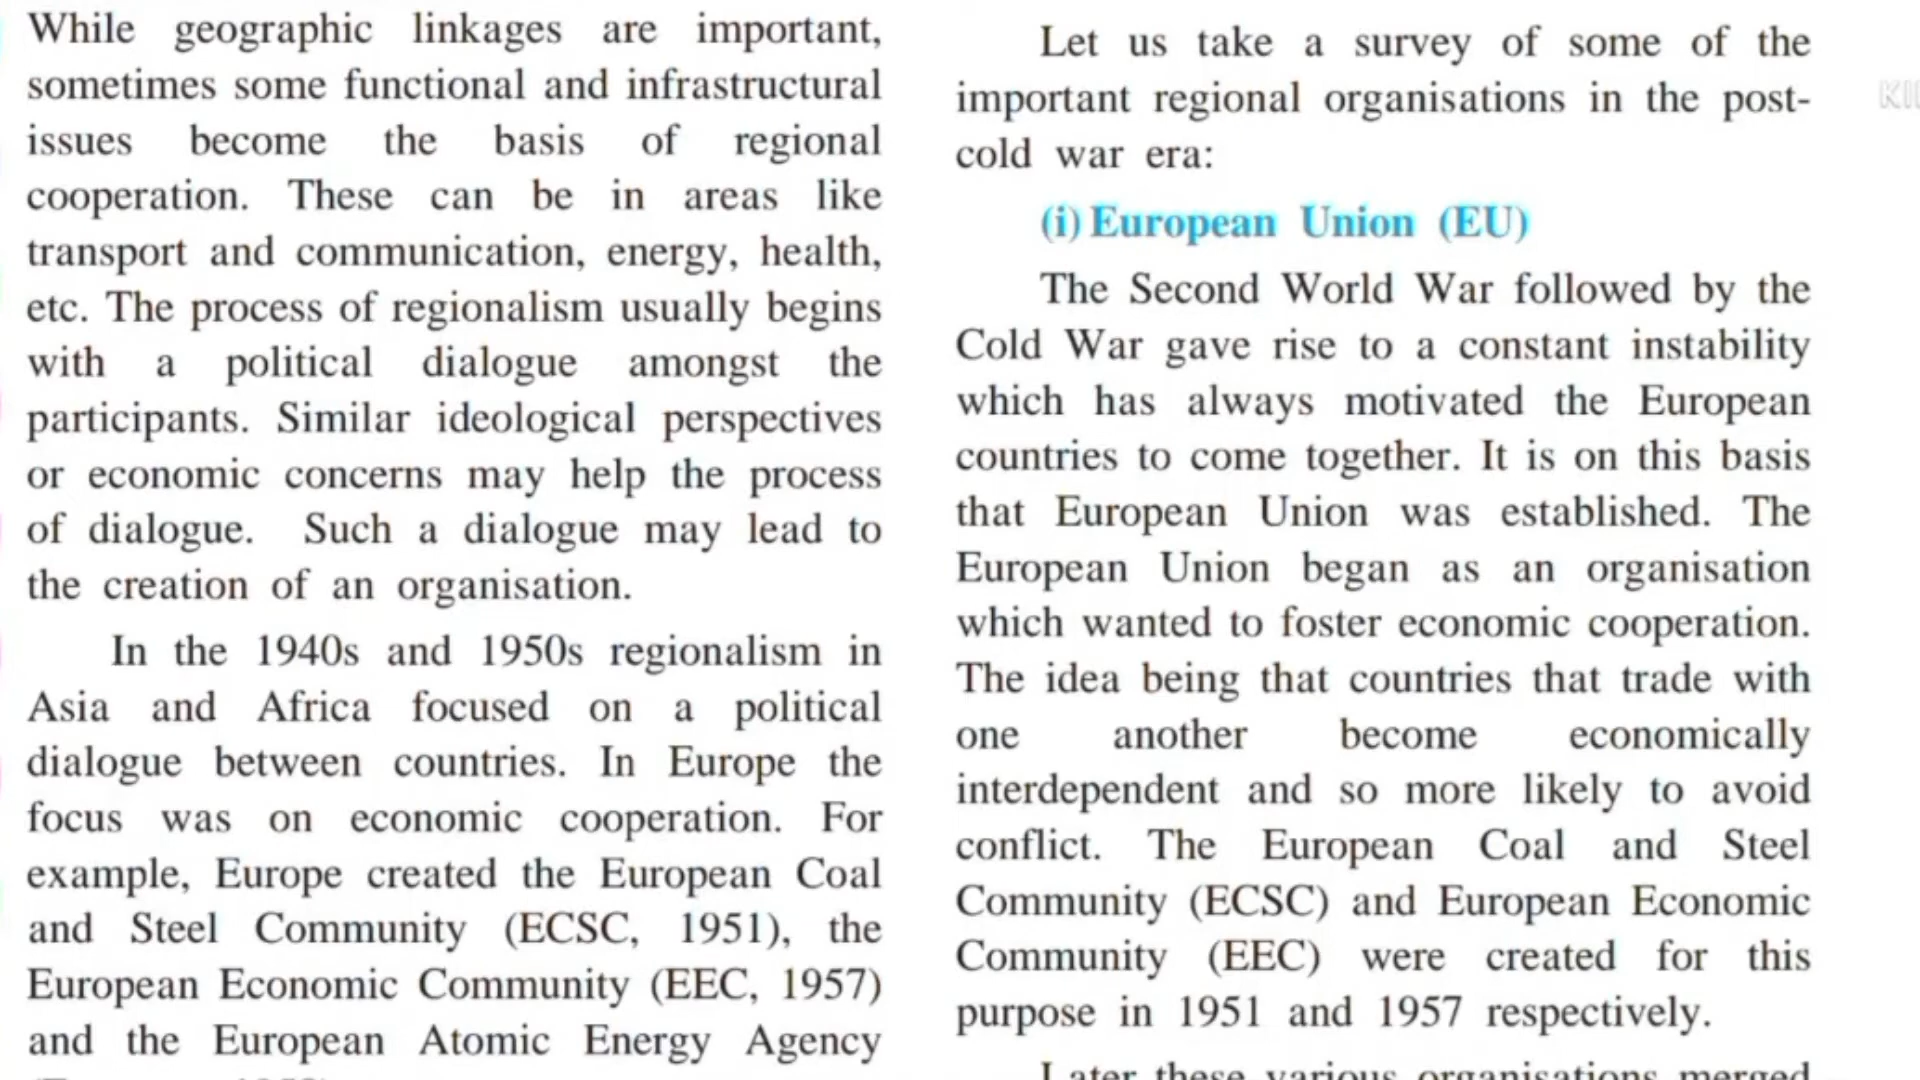 While geographic linkages are important,
sometimes some functional and infrastructural
issues become the basis of regional
cooperation. These can be in areas like
transport and communication, energy, health,
etc. The process of regionalism usually begins
with a political dialogue amongst the
participants. Similar ideological perspectives
or economic concerns may help the process
of dialogue. Such a dialogue may lead to
the creation of an organisation.
In the 1940s and 1950s regionalism in
Asia and Africa focused on a political
dialogue between countries. In Europe the
focus was on economic cooperation. For
example, Europe created the European Coal
and Steel Community (ECSC, 1951), the
European Economic Community (EEC, 1957)
and the European Atomic Energy Agency
Let us take a survey of some of the
important regional organisations in the post-
cold war era:
(i) European Union (EU)
The Second World War followed by the
Cold War gave rise to a constant instability
which has always motivated the European
countries to come together. It is on this basis
that European Union was established. The
European Union began as an organisation
which wanted to foster economic cooperation.
The idea being that countries that trade with
one another become economically
interdependent and so more likely to avoid
conflict. The European Coal and Steel
Community (ECSC) and European Economic
Community (EEC) were created for this
purpose in 1951 and 1957 respectively.
Later these various organisations merged